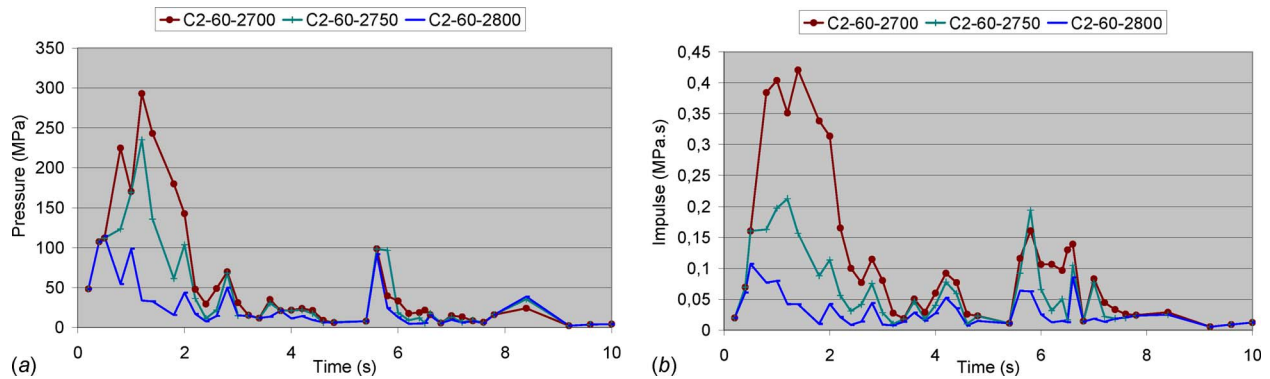 C2-60-2700 C2-60-2750 C2-60-2800
350
300
250
200
150
100
50
0
Pressure (MPa)
0 2 4 6 8 10
Time (s)
(a)
C2-60-2700 C2-60-2750 C2-60-2800
0,45
0,4
0,35
0,3
0,25
0,2
0,15
0,1
0,05
0
Impulse (MPa.s)
0 2 4 6 8 10
Time (s)
(b)